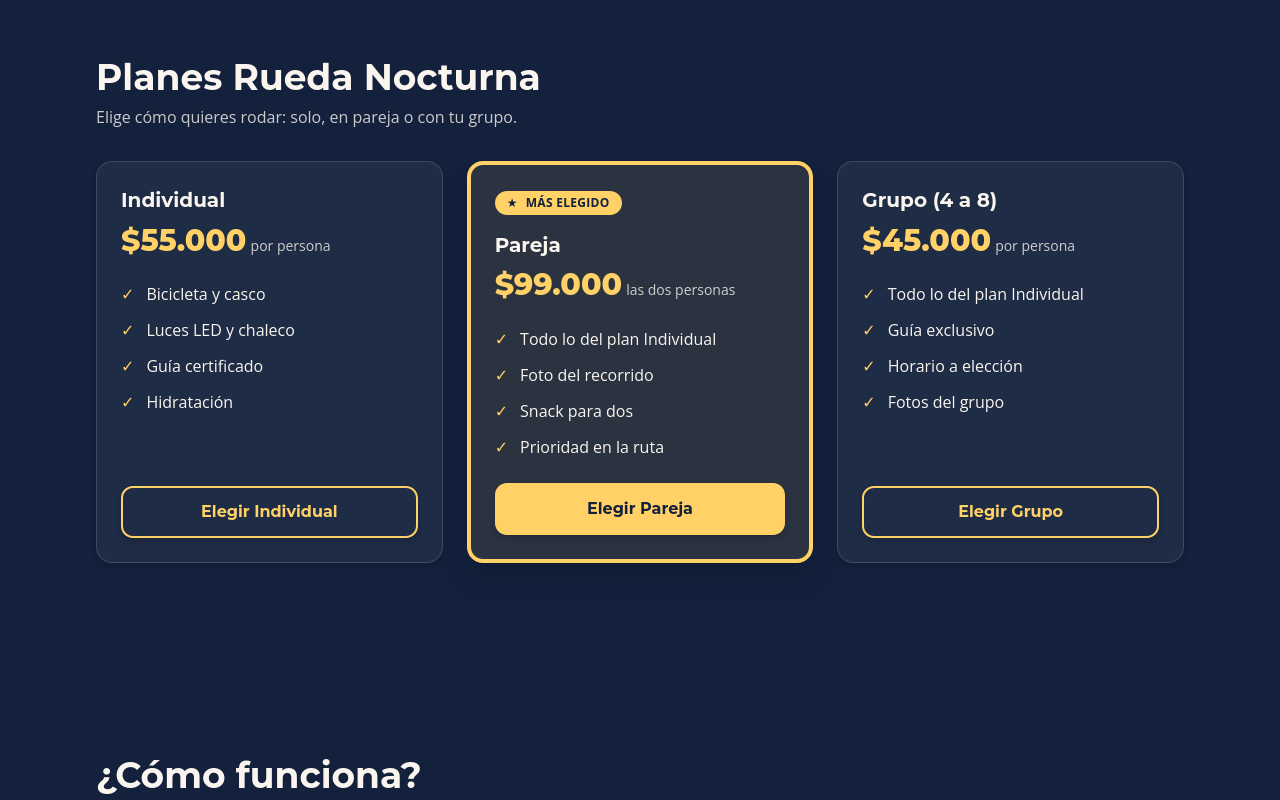 Planes Rueda Nocturna
Elige cómo quieres rodar: solo, en pareja o con tu grupo.
Individual
$55.000 por persona
✓ Bicicleta y casco
✓ Luces LED y chaleco
✓ Guía certificado
✓ Hidratación
Elegir Individual
★ MÁS ELEGIDO
Pareja
$99.000 las dos personas
✓ Todo lo del plan Individual
✓ Foto del recorrido
✓ Snack para dos
✓ Prioridad en la ruta
Elegir Pareja
Grupo (4 a 8)
$45.000 por persona
✓ Todo lo del plan Individual
✓ Guía exclusivo
✓ Horario a elección
✓ Fotos del grupo
Elegir Grupo
¿Cómo funciona?